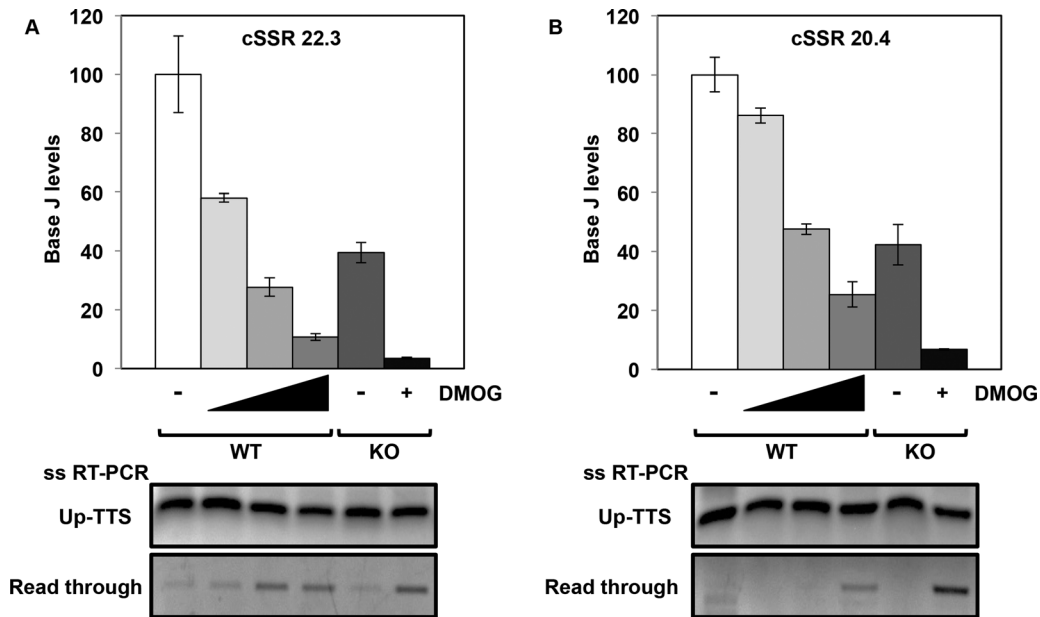 A
cSSR 22.3
Base J levels
120
100
80
60
40
20
0
- - + DMOG
WT KO
ss RT-PCR
Up-TTS
Read through
B
cSSR 20.4
Base J levels
120
100
80
60
40
20
0
- - + DMOG
WT KO
ss RT-PCR
Up-TTS
Read through